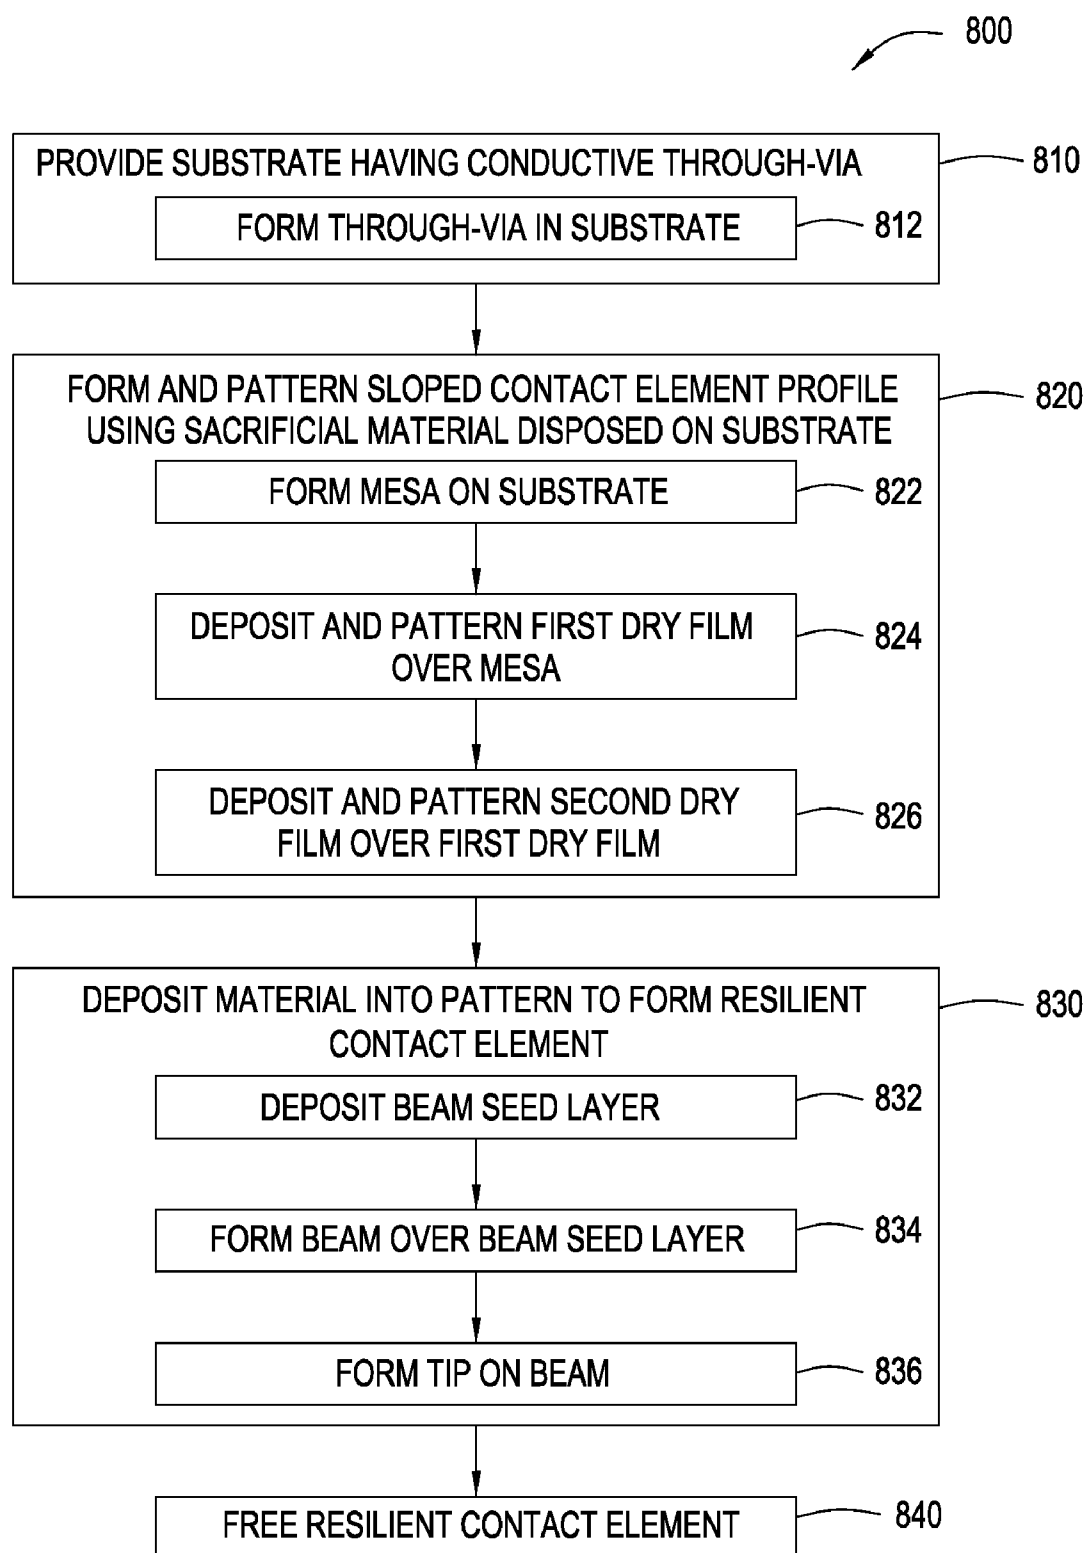 800
PROVIDE SUBSTRATE HAVING CONDUCTIVE THROUGH-VIA
810
FORM THROUGH-VIA IN SUBSTRATE
812
FORM AND PATTERN SLOPED CONTACT ELEMENT PROFILE
USING SACRIFICIAL MATERIAL DISPOSED ON SUBSTRATE
820
FORM MESA ON SUBSTRATE
822
DEPOSIT AND PATTERN FIRST DRY FILM
OVER MESA
824
DEPOSIT AND PATTERN SECOND DRY
FILM OVER FIRST DRY FILM
826
DEPOSIT MATERIAL INTO PATTERN TO FORM RESILIENT
CONTACT ELEMENT
830
DEPOSIT BEAM SEED LAYER
832
FORM BEAM OVER BEAM SEED LAYER
834
FORM TIP ON BEAM
836
FREE RESILIENT CONTACT ELEMENT
840